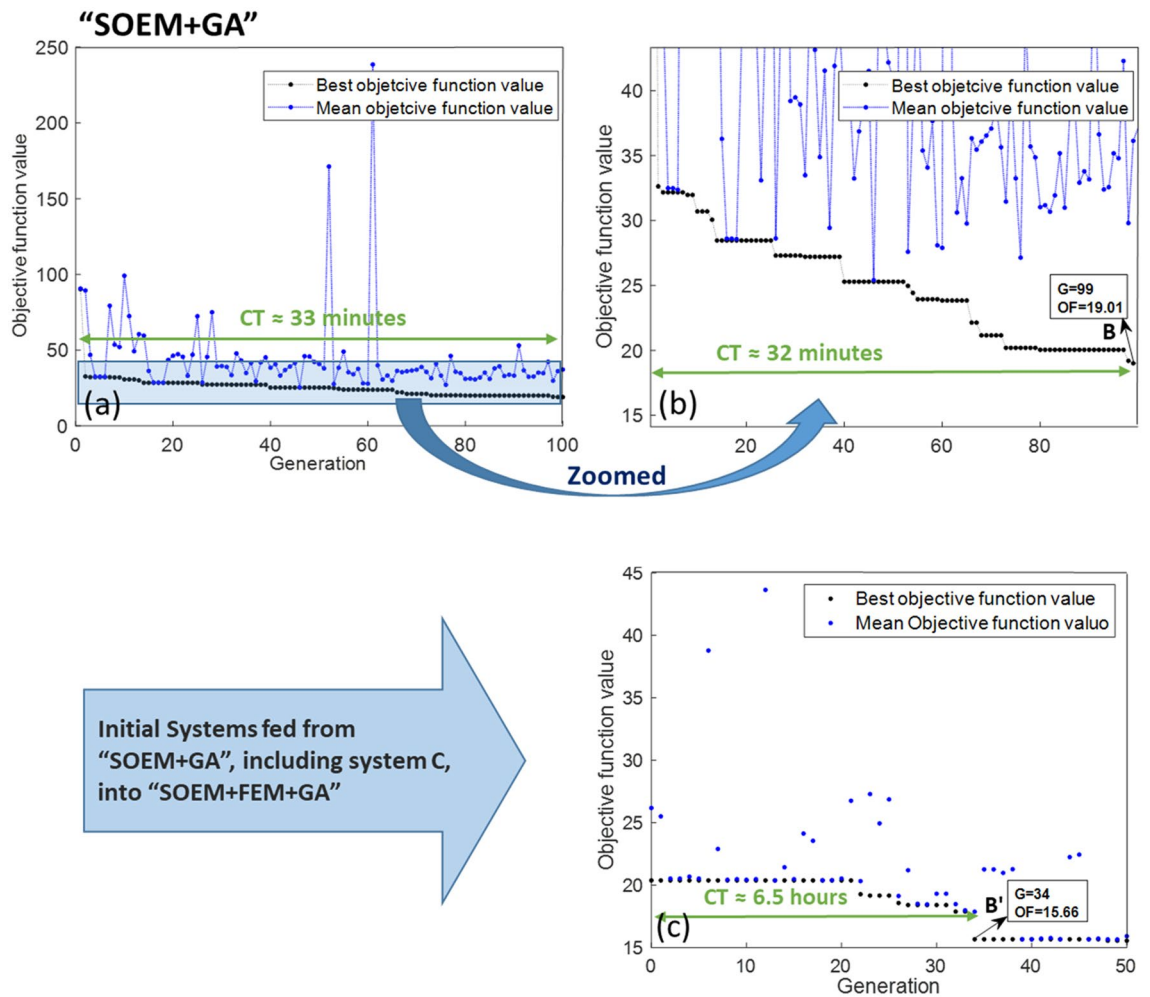 “SOEM+GA”
250
200
150
100
50
0
Objective function value
Best objetcive function value
Mean objetcive function value
CT ≈ 33 minutes
(a)
0 20 40 60 80 100
Generation
40
35
30
25
20
15
Objective function value
Best objetcive function value
Mean objetcive function value
G=99
OF=19.01
B
CT ≈ 32 minutes
(b)
20 40 60 80
Zoomed
Initial Systems fed from
“SOEM+GA”, including system C,
into “SOEM+FEM+GA”
45
40
35
30
25
20
15
Objective function value
Best objective function value
Mean Objective function valuo
CT ≈ 6.5 hours
B'
G=34
OF=15.66
(c)
0 10 20 30 40 50
Generation